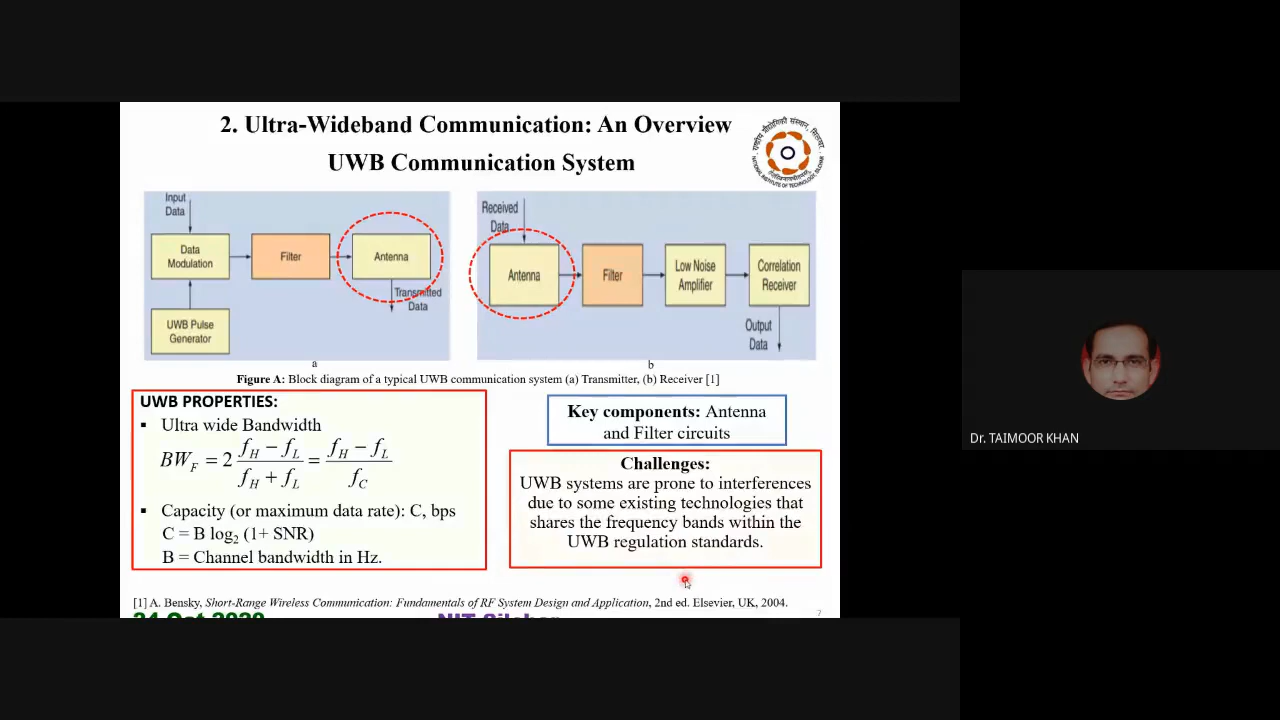 2. Ultra-Wideband Communication: An Overview
UWB Communication System
Input
Data
Data
Modulation
Filter
Antenna
Transmitted
Data
UWB Pulse
Generator
a
Received
Data
Antenna
Filter
Low Noise
Amplifier
Correlation
Receiver
Output
Data
b
Figure A: Block diagram of a typical UWB communication system (a) Transmitter, (b) Receiver [1]
UWB PROPERTIES:
▪ Ultra wide Bandwidth
BW_F = 2 (f_H − f_L)/(f_H + f_L) = (f_H − f_L)/f_C
▪ Capacity (or maximum data rate): C, bps
C = B log₂ (1+ SNR)
B = Channel bandwidth in Hz.
Key components: Antenna
and Filter circuits
Challenges:
UWB systems are prone to interferences
due to some existing technologies that
shares the frequency bands within the
UWB regulation standards.
[1] A. Bensky, Short-Range Wireless Communication: Fundamentals of RF System Design and Application, 2nd ed. Elsevier, UK, 2004.
24 Oct 2020
NIT Silchar
7
Dr. TAIMOOR KHAN